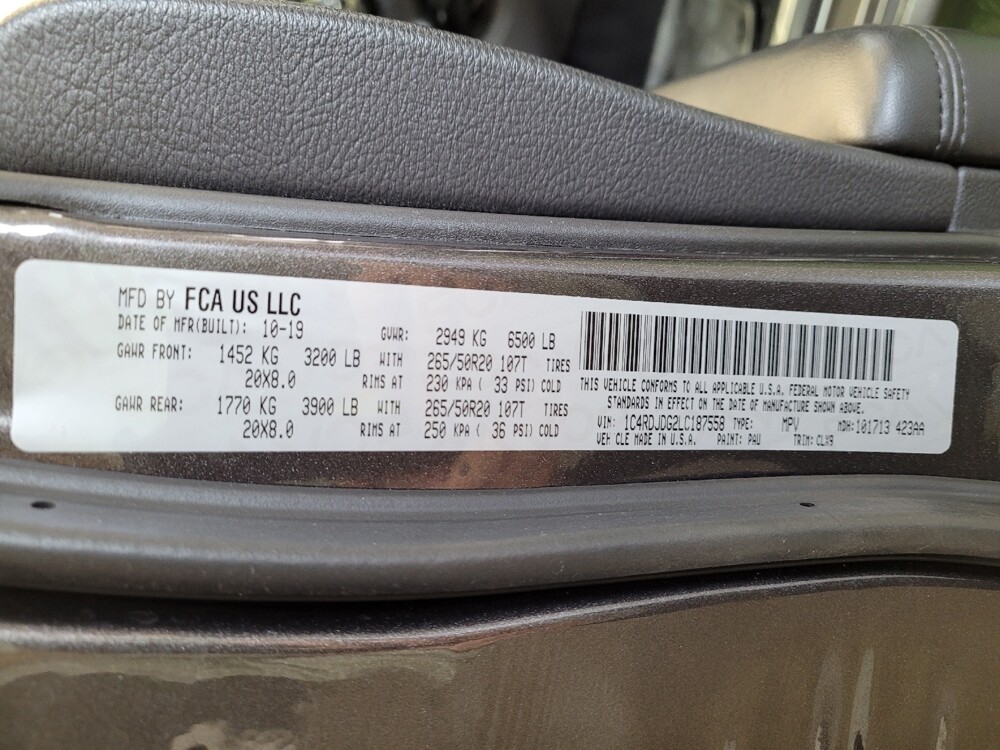 MFD BY FCA US LLC
DATE OF MFR(BUILT): 10-19 GVWR: 2949 KG 6500 LB
GAWR FRONT: 1452 KG 3200 LB WITH 265/50R20 107T TIRES
20X8.0 RIMS AT 230 KPA ( 33 PSI) COLD
GAWR REAR: 1770 KG 3900 LB WITH 265/50R20 107T TIRES
20X8.0 RIMS AT 250 KPA ( 36 PSI) COLD
THIS VEHICLE CONFORMS TO ALL APPLICABLE U.S.A. FEDERAL MOTOR VEHICLE SAFETY
STANDARDS IN EFFECT ON THE DATE OF MANUFACTURE SHOWN ABOVE.
VIN: 1C4RDJDG2LC187558 TYPE: MPV MDH:101713 423AA
VEH CLE MADE IN U.S.A. PAINT: PAU TRIM: CLX9